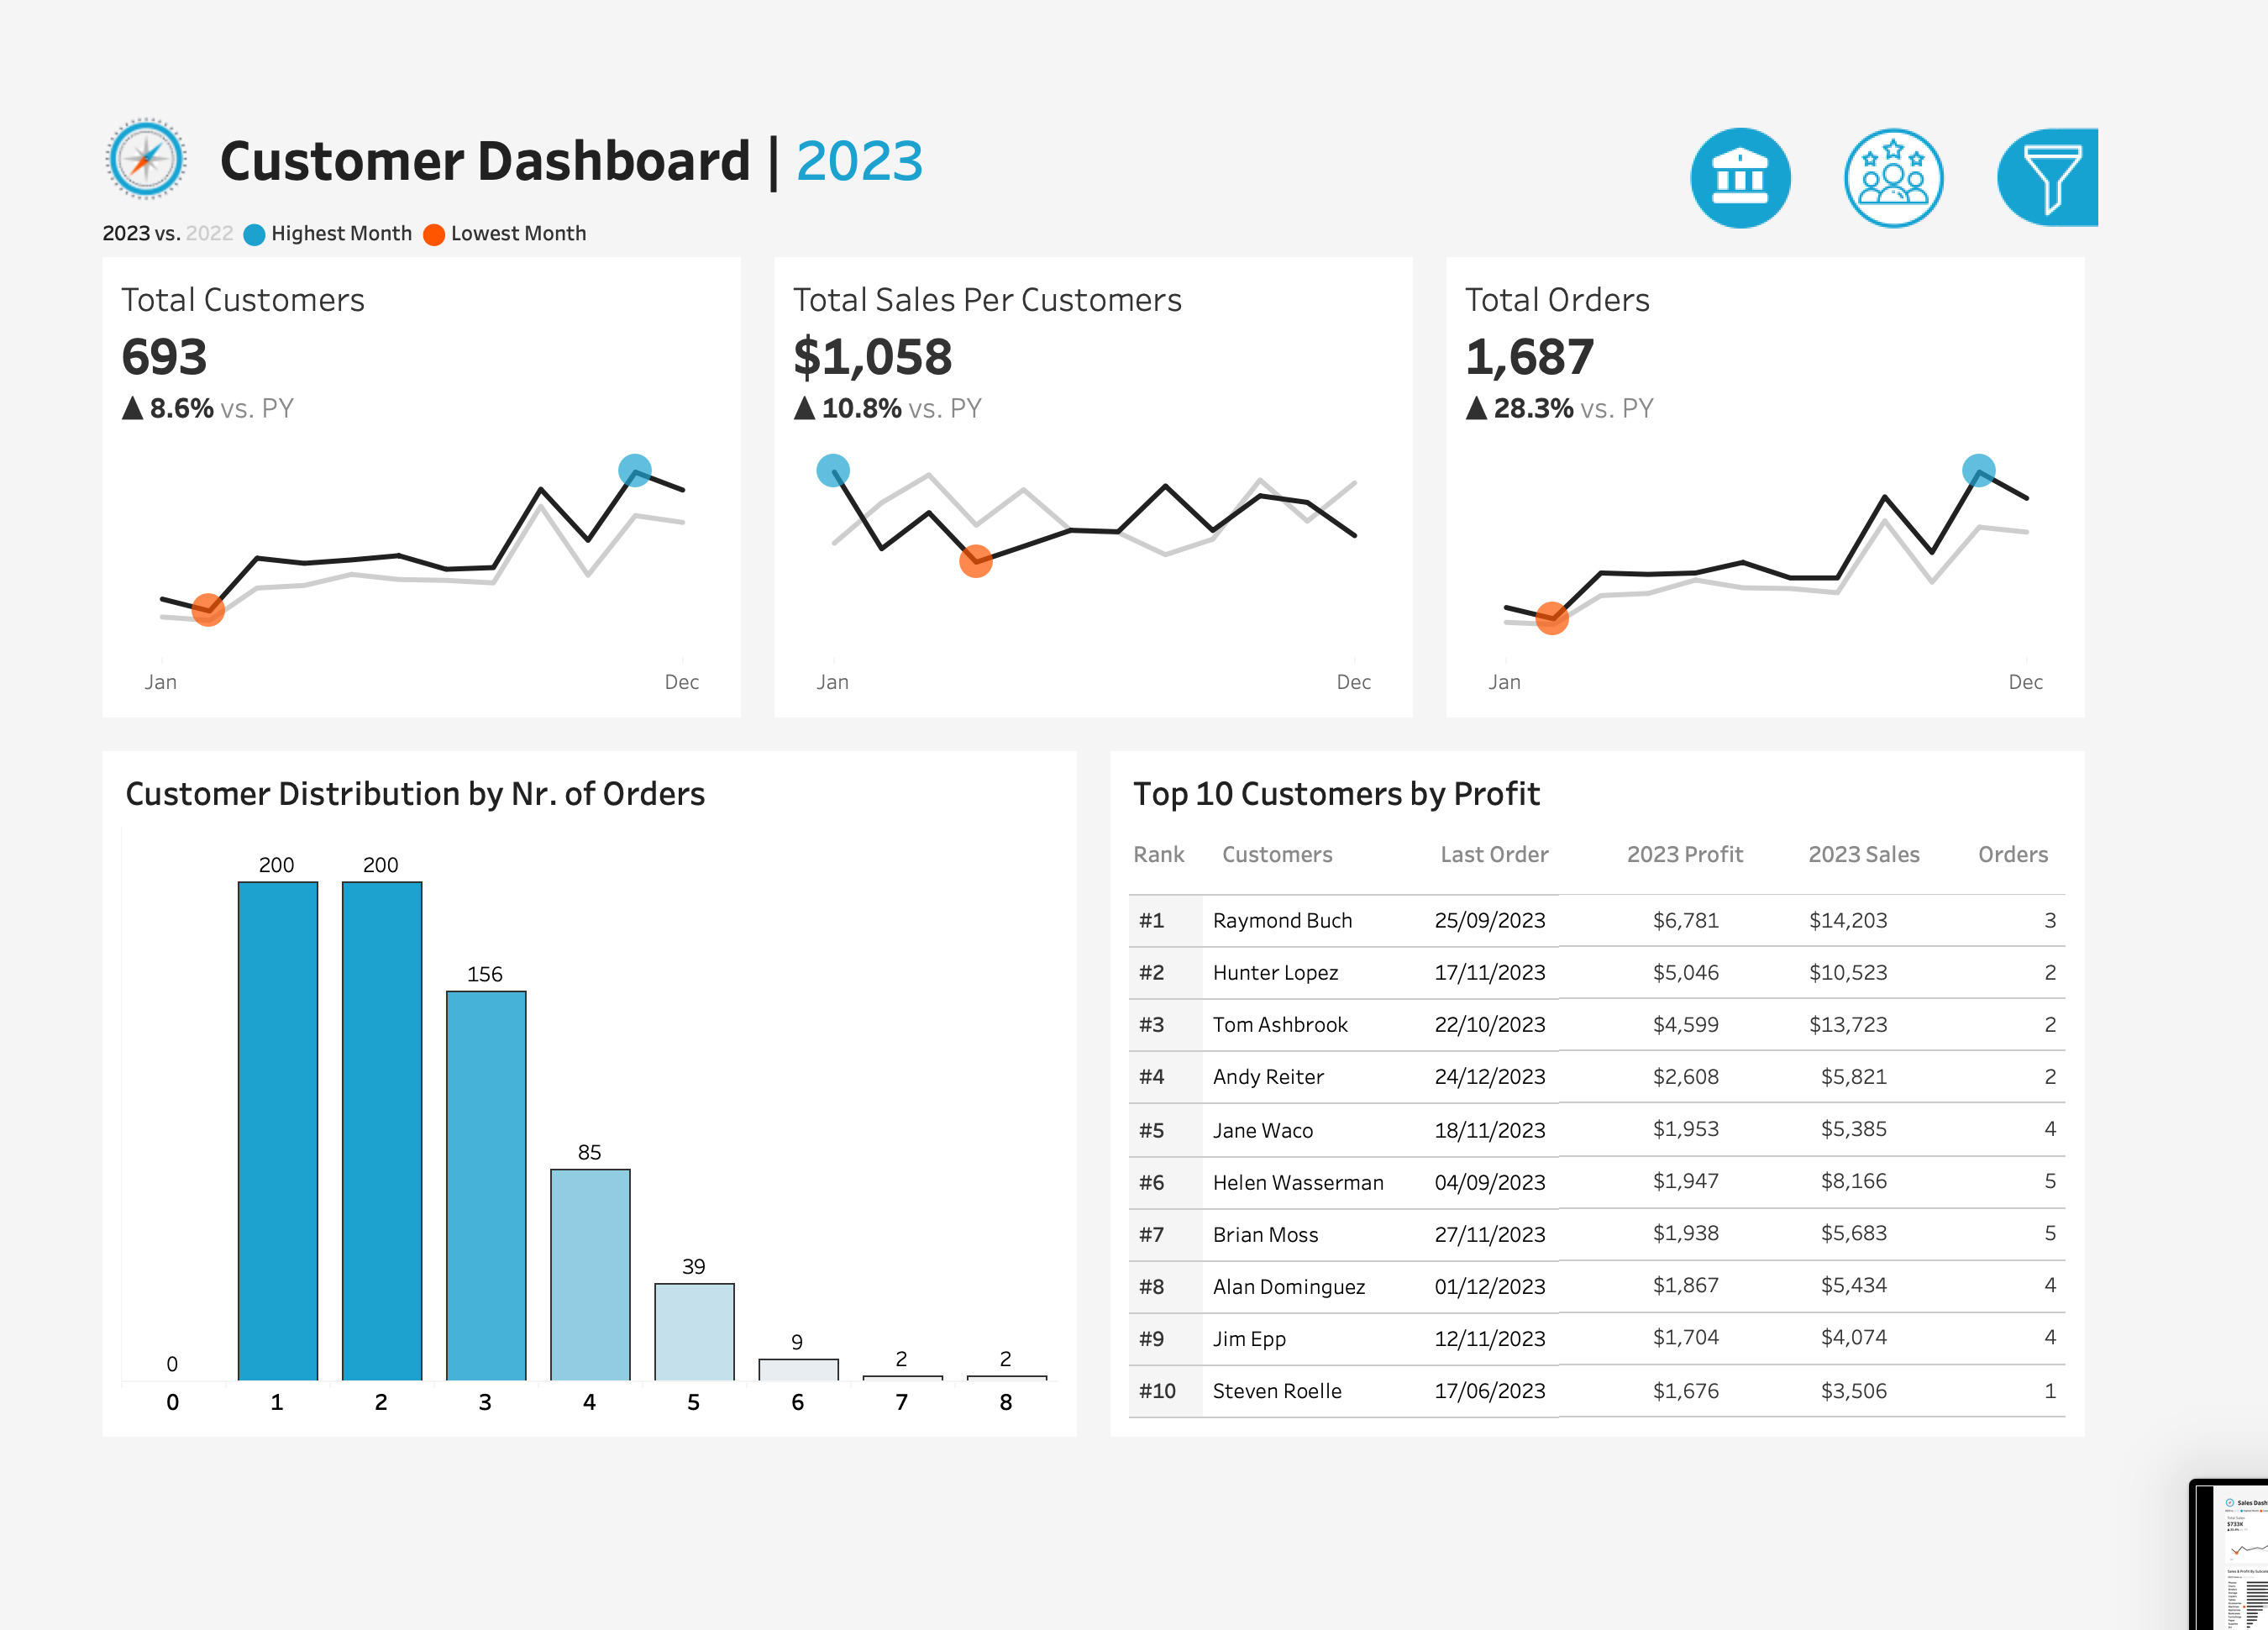 Customer Dashboard | 2023
2023 vs. 2022 Highest Month Lowest Month
Total Customers
693
▲ 8.6% vs. PY
Jan Dec
Total Sales Per Customers
$1,058
▲ 10.8% vs. PY
Jan Dec
Total Orders
1,687
▲ 28.3% vs. PY
Jan Dec
Customer Distribution by Nr. of Orders
0 200 200 156 85 39 9 2 2
0 1 2 3 4 5 6 7 8
Top 10 Customers by Profit
Rank Customers Last Order 2023 Profit 2023 Sales Orders
#1 Raymond Buch 25/09/2023 $6,781 $14,203 3
#2 Hunter Lopez 17/11/2023 $5,046 $10,523 2
#3 Tom Ashbrook 22/10/2023 $4,599 $13,723 2
#4 Andy Reiter 24/12/2023 $2,608 $5,821 2
#5 Jane Waco 18/11/2023 $1,953 $5,385 4
#6 Helen Wasserman 04/09/2023 $1,947 $8,166 5
#7 Brian Moss 27/11/2023 $1,938 $5,683 5
#8 Alan Dominguez 01/12/2023 $1,867 $5,434 4
#9 Jim Epp 12/11/2023 $1,704 $4,074 4
#10 Steven Roelle 17/06/2023 $1,676 $3,506 1